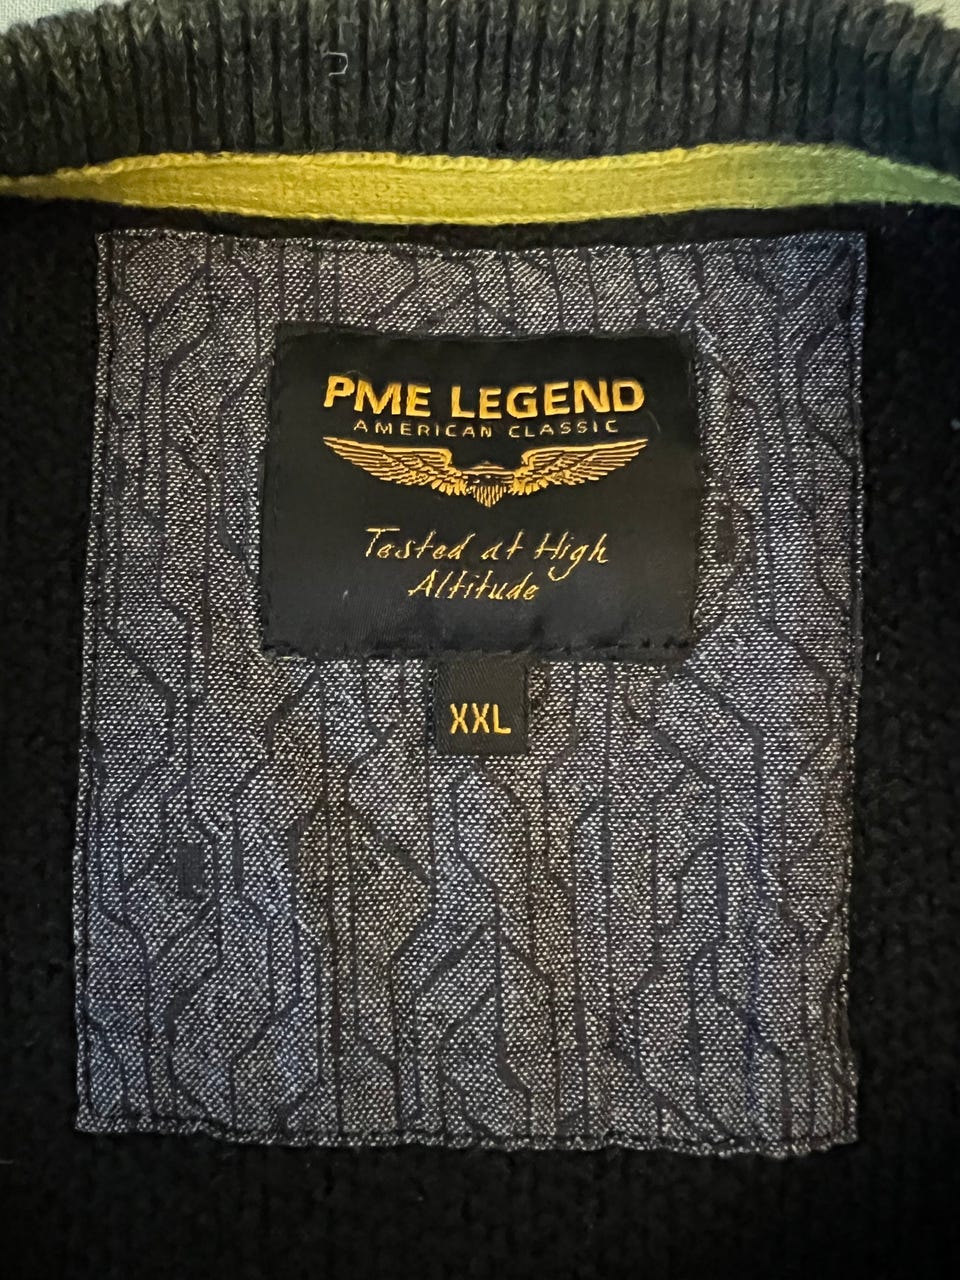 PME LEGEND
AMERICAN CLASSIC
Tested at High
Altitude
XXL